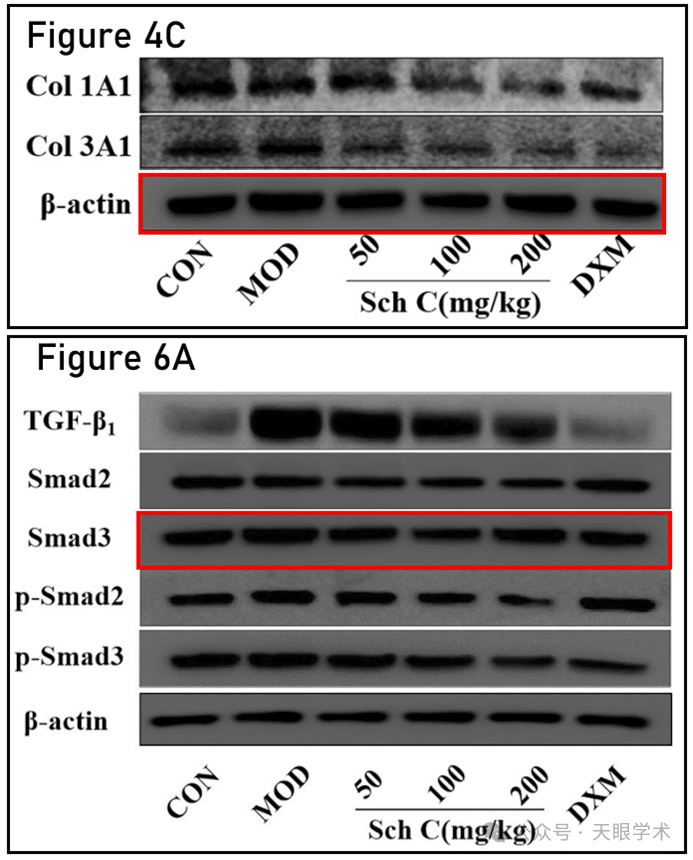 Figure 4C
Col 1A1
Col 3A1
β-actin
CON MOD 50 100 200 DXM
Sch C(mg/kg)
Figure 6A
TGF-β₁
Smad2
Smad3
p-Smad2
p-Smad3
β-actin
CON MOD 50 100 200 DXM
Sch C(mg/kg)
公众号 · 天眼学术